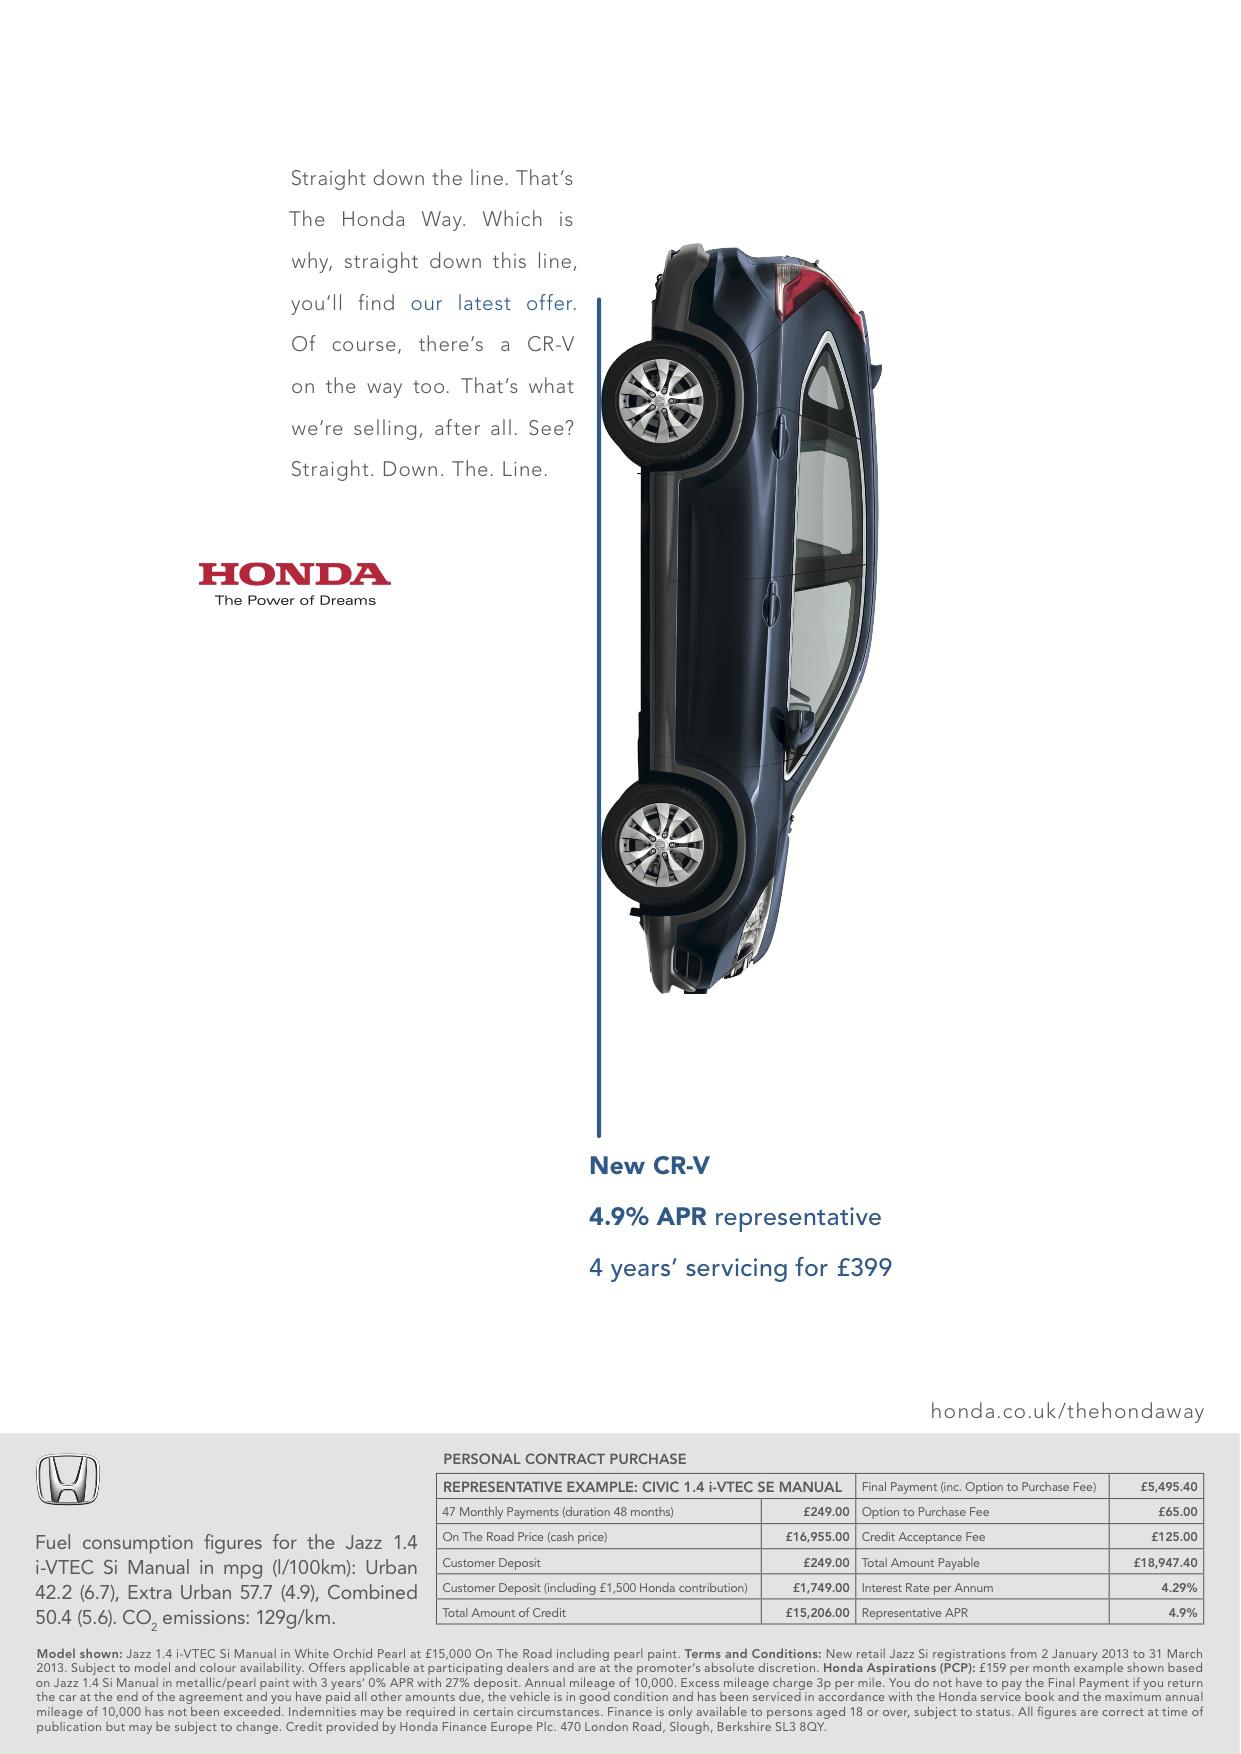 Straight down the line. That’s
The Honda Way. Which is
why, straight down this line,
you’ll find our latest offer.
Of course, there’s a CR-V
on the way too. That’s what
we’re selling, after all. See?
Straight. Down. The. Line.
HONDA
The Power of Dreams
New CR-V
4.9% APR representative
4 years’ servicing for £399
honda.co.uk/thehondaway
Fuel consumption figures for the Jazz 1.4
i-VTEC Si Manual in mpg (l/100km): Urban
42.2 (6.7), Extra Urban 57.7 (4.9), Combined
50.4 (5.6). CO2 emissions: 129g/km.
PERSONAL CONTRACT PURCHASE
REPRESENTATIVE EXAMPLE: CIVIC 1.4 i-VTEC SE MANUAL Final Payment (inc. Option to Purchase Fee) £5,495.40
47 Monthly Payments (duration 48 months) £249.00 Option to Purchase Fee £65.00
On The Road Price (cash price) £16,955.00 Credit Acceptance Fee £125.00
Customer Deposit £249.00 Total Amount Payable £18,947.40
Customer Deposit (including £1,500 Honda contribution) £1,749.00 Interest Rate per Annum 4.29%
Total Amount of Credit £15,206.00 Representative APR 4.9%
Model shown: Jazz 1.4 i-VTEC Si Manual in White Orchid Pearl at £15,000 On The Road including pearl paint. Terms and Conditions: New retail Jazz Si registrations from 2 January 2013 to 31 March
2013. Subject to model and colour availability. Offers applicable at participating dealers and are at the promoter’s absolute discretion. Honda Aspirations (PCP): £159 per month example shown based
on Jazz 1.4 Si Manual in metallic/pearl paint with 3 years’ 0% APR with 27% deposit. Annual mileage of 10,000. Excess mileage charge 3p per mile. You do not have to pay the Final Payment if you return
the car at the end of the agreement and you have paid all other amounts due, the vehicle is in good condition and has been serviced in accordance with the Honda service book and the maximum annual
mileage of 10,000 has not been exceeded. Indemnities may be required in certain circumstances. Finance is only available to persons aged 18 or over, subject to status. All figures are correct at time of
publication but may be subject to change. Credit provided by Honda Finance Europe Plc. 470 London Road, Slough, Berkshire SL3 8QY.